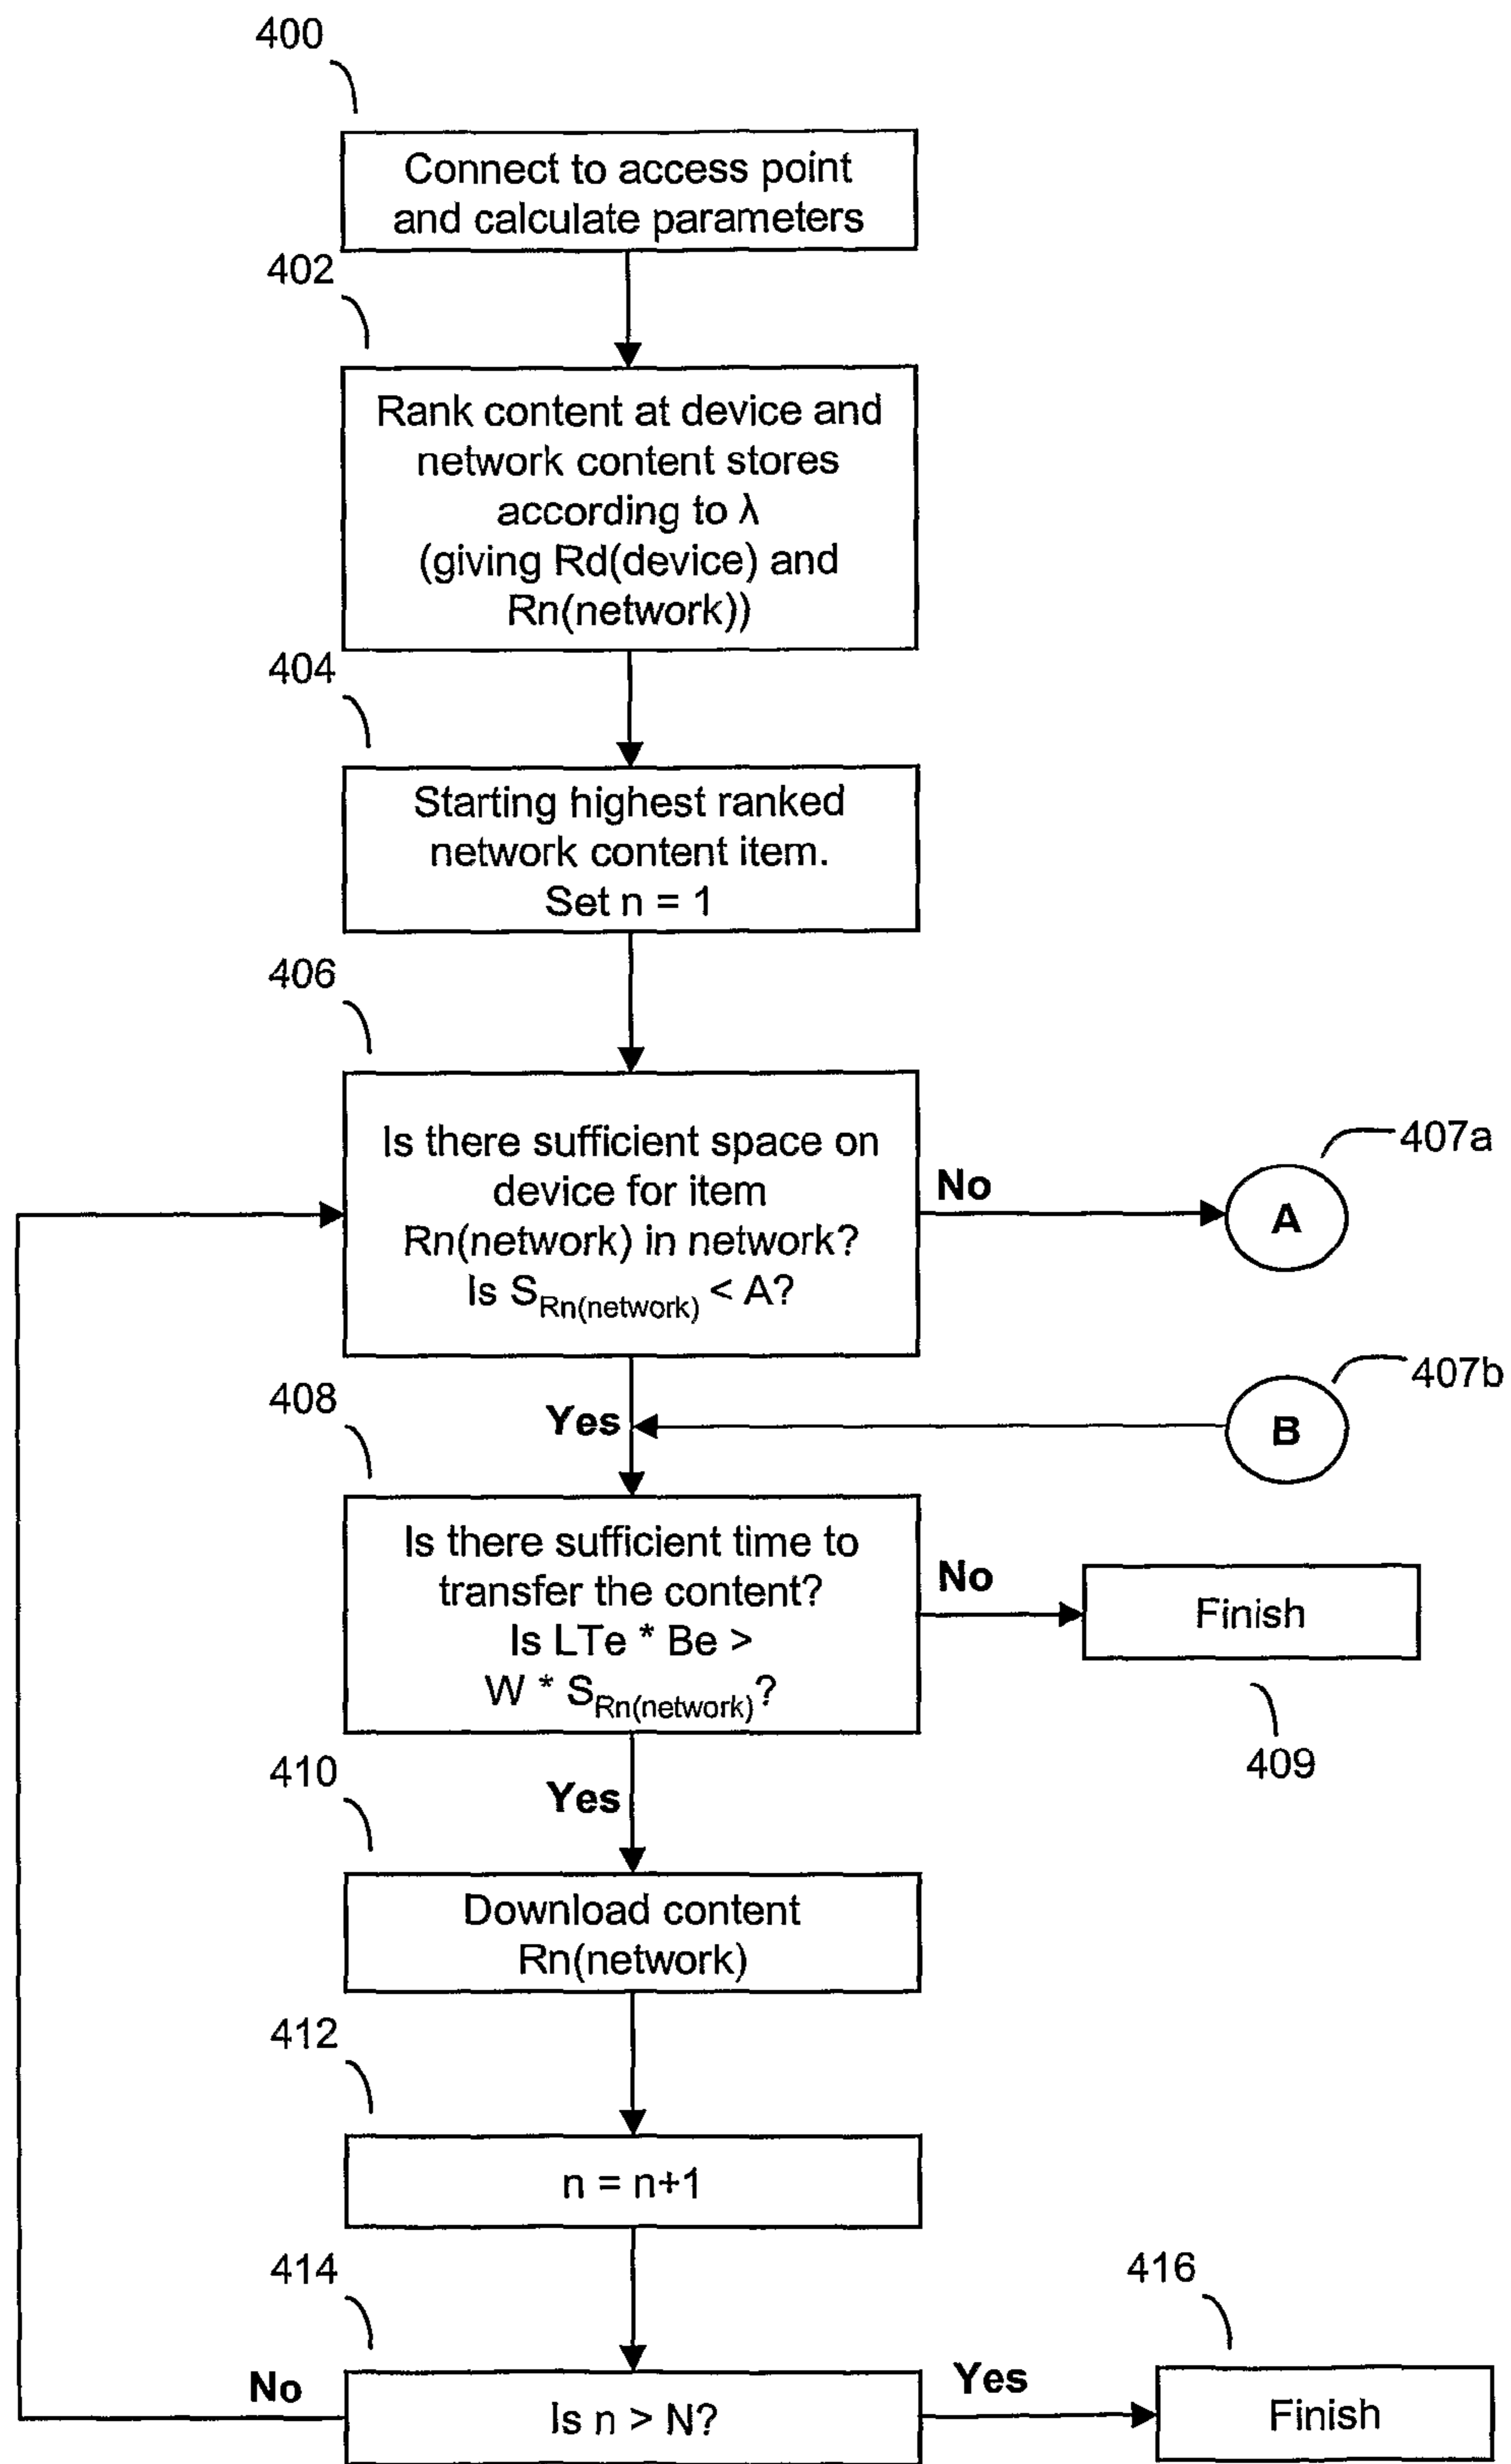 400
Connect to access point
and calculate parameters
402
Rank content at device and
network content stores
according to λ
(giving Rd(device) and
Rn(network))
404
Starting highest ranked
network content item.
Set n = 1
406
Is there sufficient space on
device for item
Rn(network) in network?
Is S_Rn(network) < A?
No
407a
A
407b
B
Yes
408
Is there sufficient time to
transfer the content?
Is LTe * Be >
W * S_Rn(network)?
No
Finish
409
Yes
410
Download content
Rn(network)
412
n = n+1
414
Is n > N?
No
Yes
416
Finish